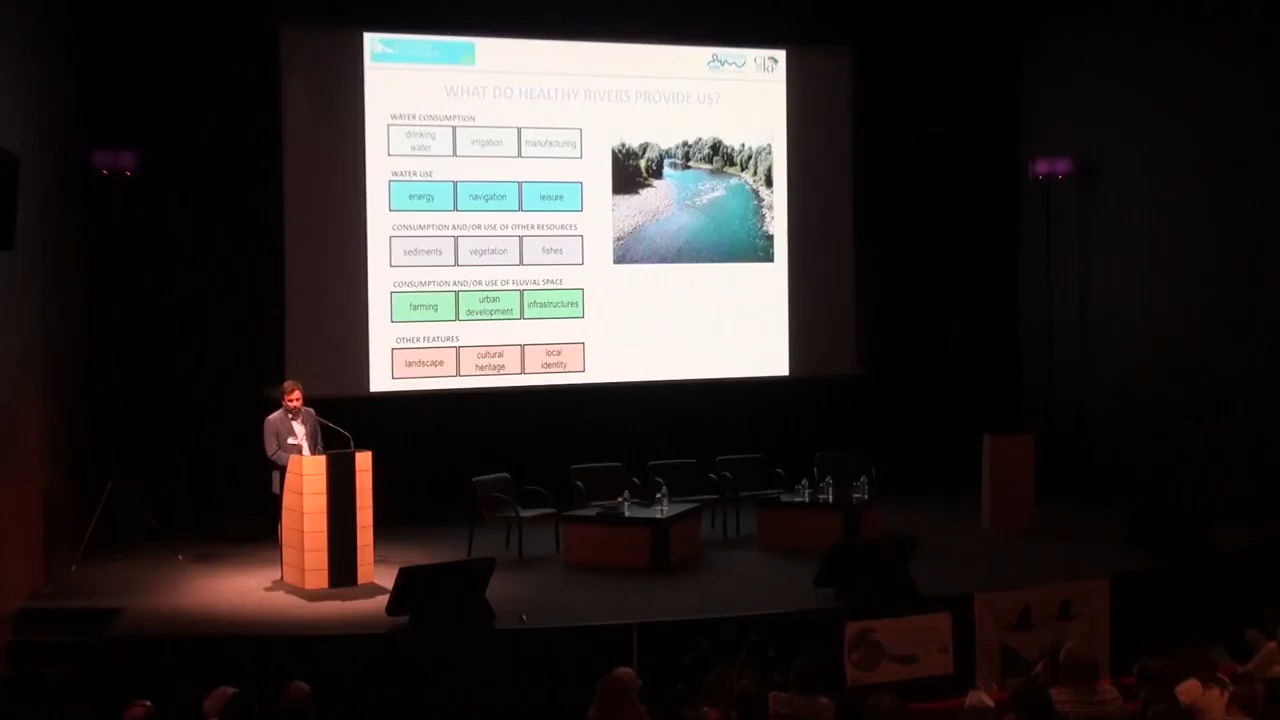 WHAT DO HEALTHY RIVERS PROVIDE US?
WATER CONSUMPTION
drinking water
irrigation
manufacturing
WATER USE
energy
navigation
leisure
CONSUMPTION AND/OR USE OF OTHER RESOURCES
sediments
vegetation
fishes
CONSUMPTION AND/OR USE OF FLUVIAL SPACE
farming
urban development
infrastructures
OTHER FEATURES
landscape
cultural heritage
local identity